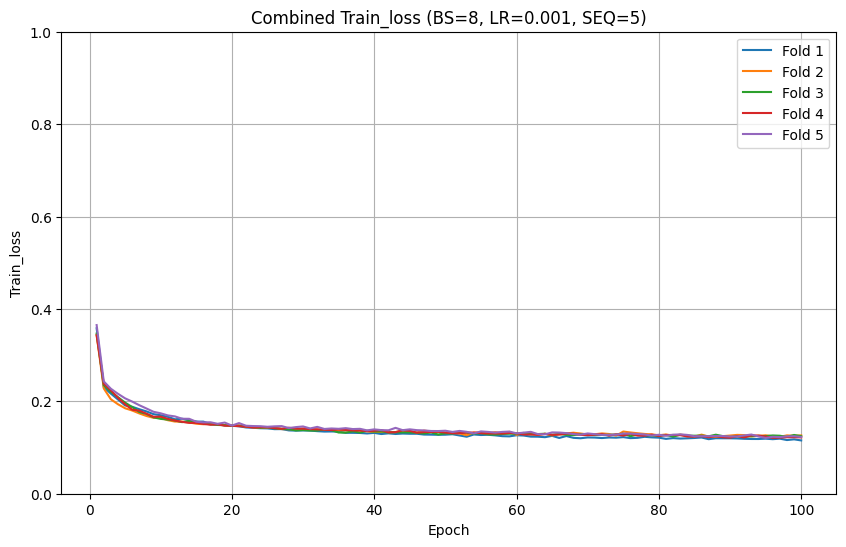 Combined Train_loss (BS=8, LR=0.001, SEQ=5)
Train_loss
1.0
0.8
0.6
0.4
0.2
0.0
0
20
40
60
80
100
Epoch
Fold 1
Fold 2
Fold 3
Fold 4
Fold 5